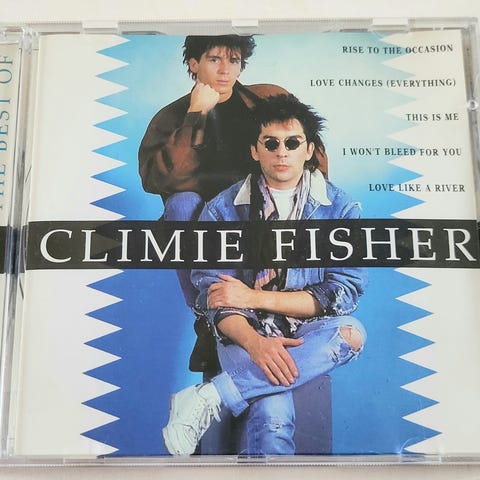 THE BEST OF
RISE TO THE OCCASION
LOVE CHANGES (EVERYTHING)
THIS IS ME
I WON'T BLEED FOR YOU
LOVE LIKE A RIVER
CLIMIE FISHER